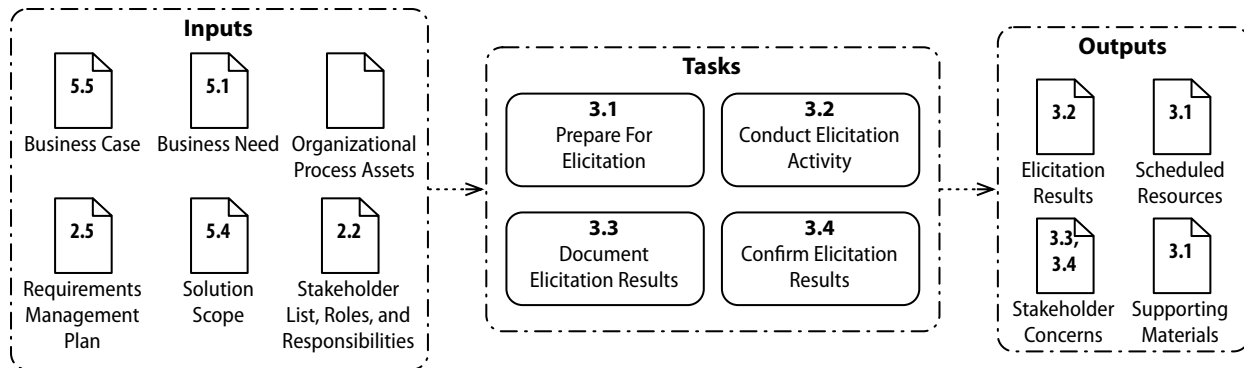 Inputs
5.5
Business Case
5.1
Business Need
Organizational
Process Assets
2.5
Requirements
Management
Plan
5.4
Solution
Scope
2.2
Stakeholder
List, Roles, and
Responsibilities
Tasks
3.1
Prepare For
Elicitation
3.2
Conduct Elicitation
Activity
3.3
Document
Elicitation Results
3.4
Confirm Elicitation
Results
Outputs
3.2
Elicitation
Results
3.1
Scheduled
Resources
3.3,
3.4
Stakeholder
Concerns
3.1
Supporting
Materials